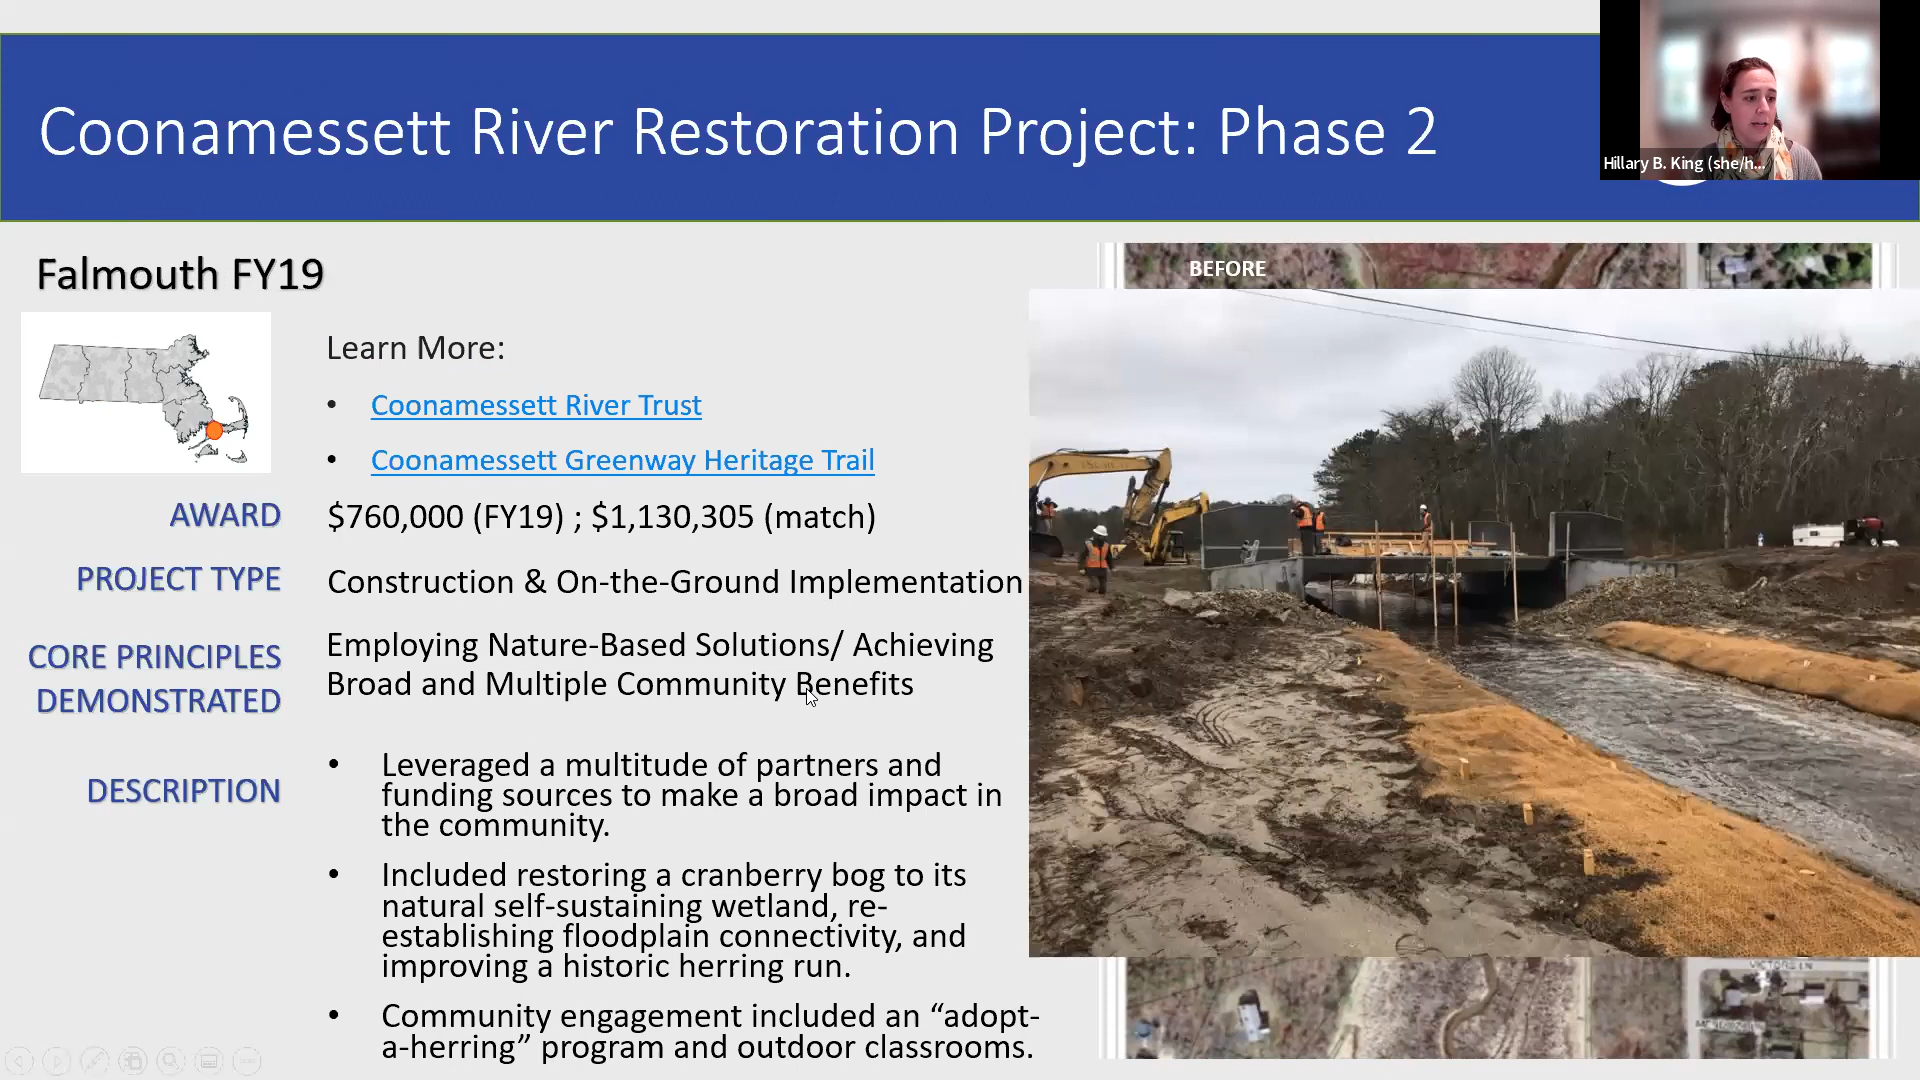 Coonamessett River Restoration Project: Phase 2
Hillary B. King (she/h...
Falmouth FY19
BEFORE
Learn More:
• Coonamessett River Trust
• Coonamessett Greenway Heritage Trail
AWARD
$760,000 (FY19) ; $1,130,305 (match)
PROJECT TYPE
Construction & On-the-Ground Implementation
CORE PRINCIPLES
DEMONSTRATED
Employing Nature-Based Solutions/ Achieving
Broad and Multiple Community Benefits
DESCRIPTION
• Leveraged a multitude of partners and
funding sources to make a broad impact in
the community.
• Included restoring a cranberry bog to its
natural self-sustaining wetland, re-
establishing floodplain connectivity, and
improving a historic herring run.
• Community engagement included an “adopt-
a-herring” program and outdoor classrooms.